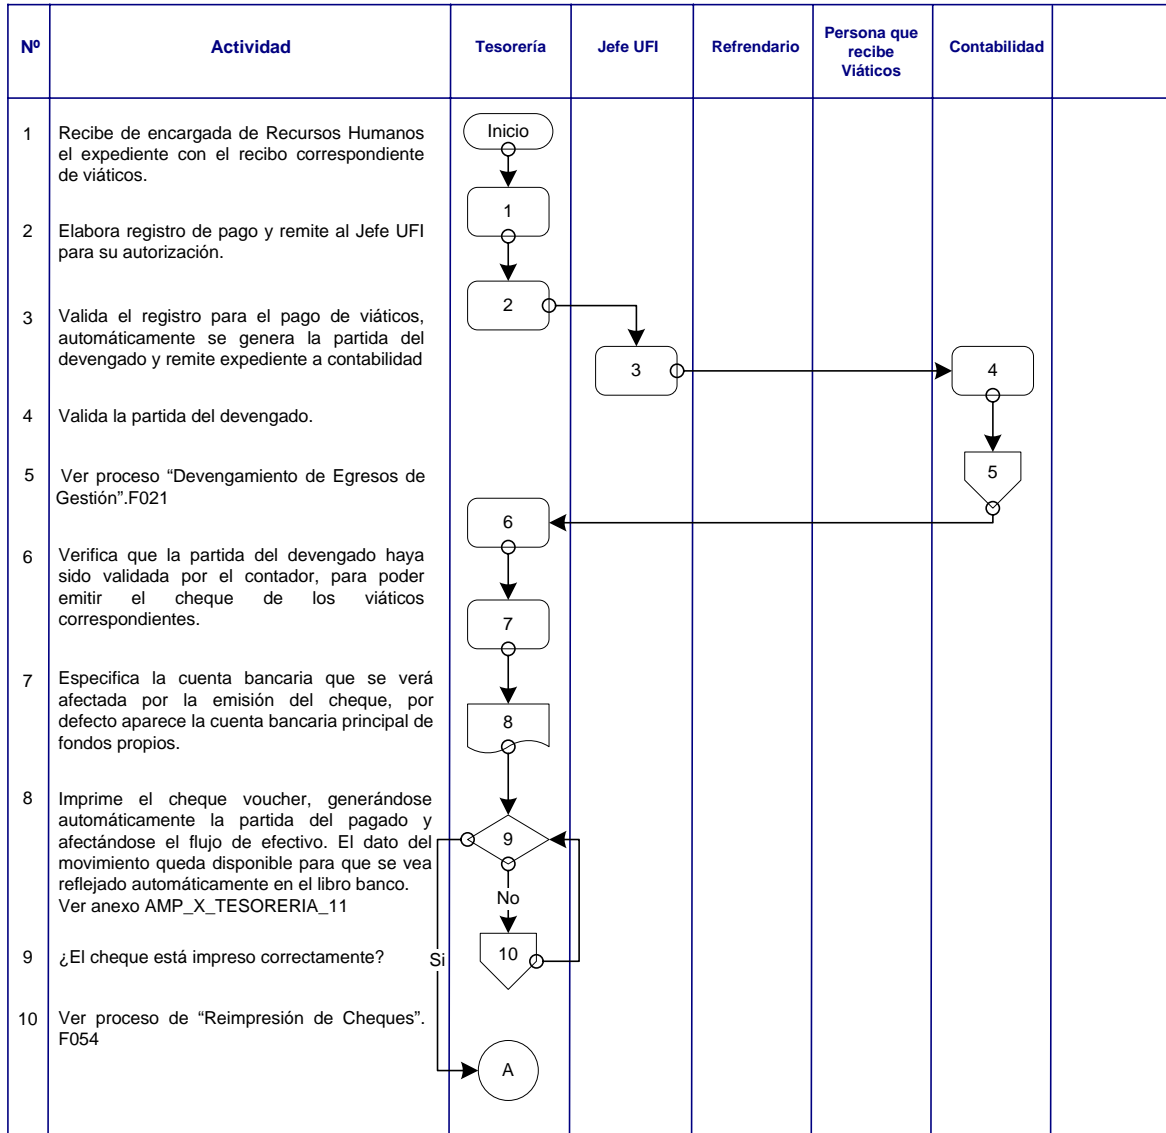 Nº
Actividad
Tesorería
Jefe UFI
Refrendario
Persona que
recibe
Viáticos
Contabilidad
1
Recibe de encargada de Recursos Humanos
el expediente con el recibo correspondiente
de viáticos.
2
Elabora registro de pago y remite al Jefe UFI
para su autorización.
3
Valida el registro para el pago de viáticos,
automáticamente se genera la partida del
devengado y remite expediente a contabilidad
4
Valida la partida del devengado.
5
Ver proceso “Devengamiento de Egresos de
Gestión”.F021
6
Verifica que la partida del devengado haya
sido validada por el contador, para poder
emitir el cheque de los viáticos
correspondientes.
7
Especifica la cuenta bancaria que se verá
afectada por la emisión del cheque, por
defecto aparece la cuenta bancaria principal de
fondos propios.
8
Imprime el cheque voucher, generándose
automáticamente la partida del pagado y
afectándose el flujo de efectivo. El dato del
movimiento queda disponible para que se vea
reflejado automáticamente en el libro banco.
Ver anexo AMP_X_TESORERIA_11
9
¿El cheque está impreso correctamente?
10
Ver proceso de “Reimpresión de Cheques”.
F054
Inicio
1
2
3
4
5
6
7
8
9
No
Si
10
A